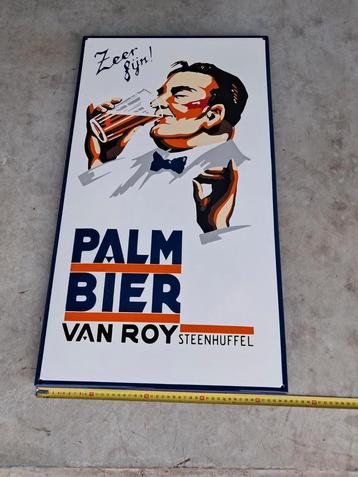 Zeer
fijn!
PALM
BIER
VAN ROY STEENHUFFEL